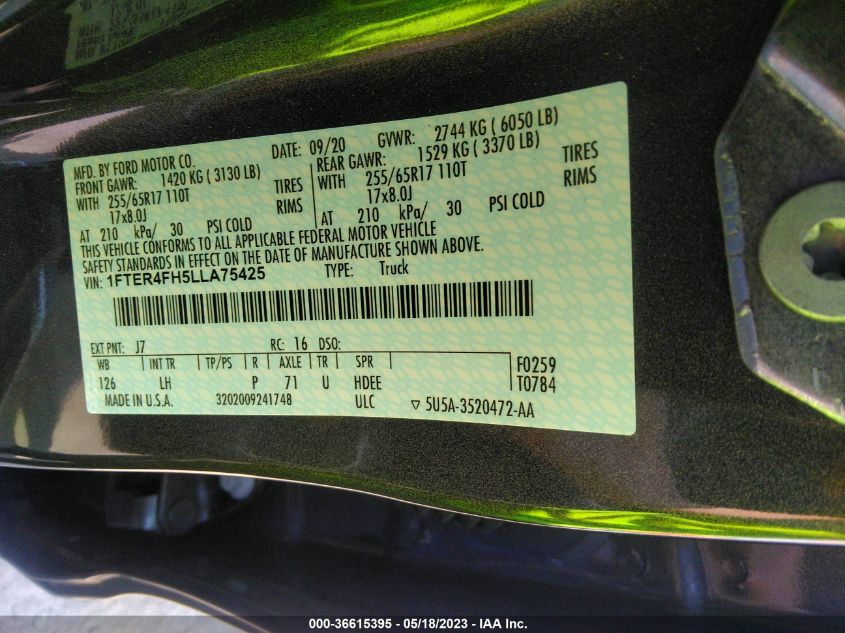 MFD. BY FORD MOTOR CO.
DATE: 09/20 GVWR: 2744 KG ( 6050 LB)
FRONT GAWR: 1420 KG ( 3130 LB)
WITH 255/65R17 110T TIRES
17x8.0J RIMS
AT 210 kPa/ 30 PSI COLD
REAR GAWR: 1529 KG ( 3370 LB)
WITH 255/65R17 110T TIRES
17x8.0J RIMS
AT 210 kPa/ 30 PSI COLD
THIS VEHICLE CONFORMS TO ALL APPLICABLE FEDERAL MOTOR VEHICLE
SAFETY STANDARDS IN EFFECT ON THE DATE OF MANUFACTURE SHOWN ABOVE.
VIN: 1FTER4FH5LLA75425 TYPE: Truck
EXT PNT: J7 RC: 16 DSO:
WB INT TR TP/PS R AXLE TR SPR
126 LH P 71 U HDEE
F0259
T0784
MADE IN U.S.A. 3202009241748 ULC ▽ 5U5A-3520472-AA
000-36615395 - 05/18/2023 - IAA Inc.